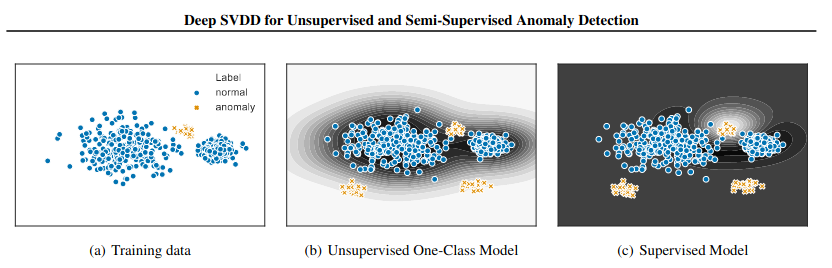 Deep SVDD for Unsupervised and Semi-Supervised Anomaly Detection
Label
normal
anomaly
(a) Training data
(b) Unsupervised One-Class Model
(c) Supervised Model